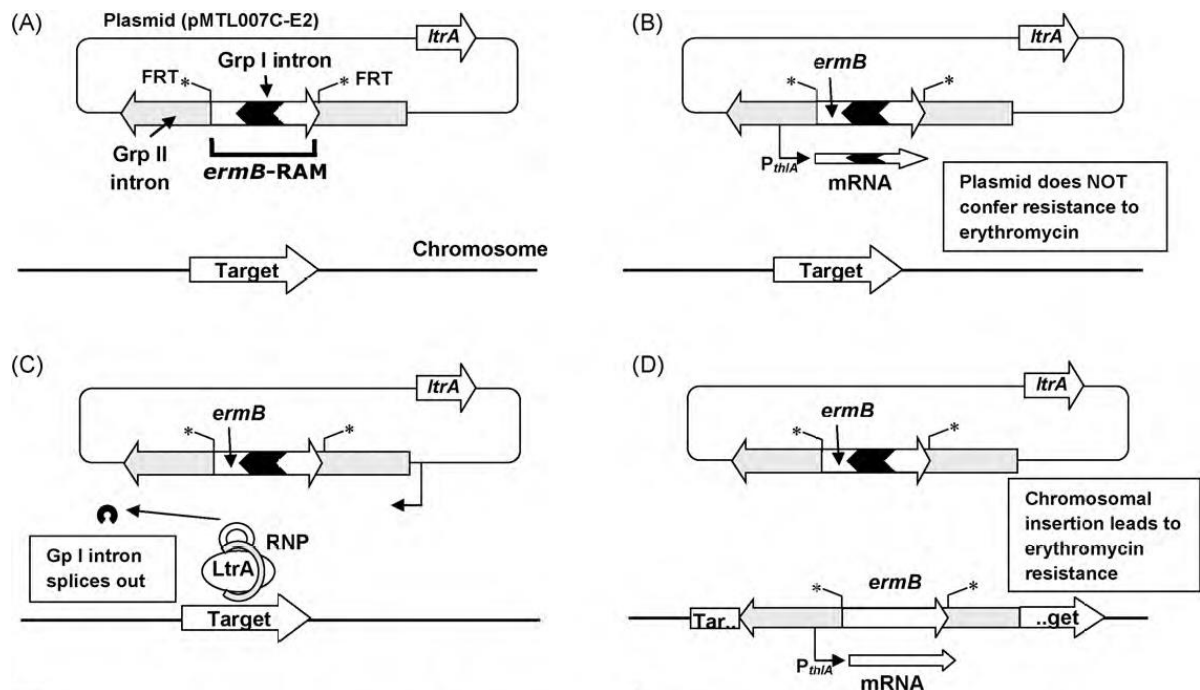 (A)
Plasmid (pMTL007C-E2)
ltrA
Grp I intron
FRT * * FRT
Grp II
intron
ermB-RAM
Chromosome
Target
(B)
ltrA
ermB
* *
PthlA
mRNA
Plasmid does NOT
confer resistance to
erythromycin
Target
(C)
ltrA
ermB
* *
RNP
Gp I intron
splices out
LtrA
Target
(D)
ltrA
ermB
* *
Chromosomal
insertion leads to
erythromycin
resistance
ermB
* *
Tar..
..get
PthlA
mRNA